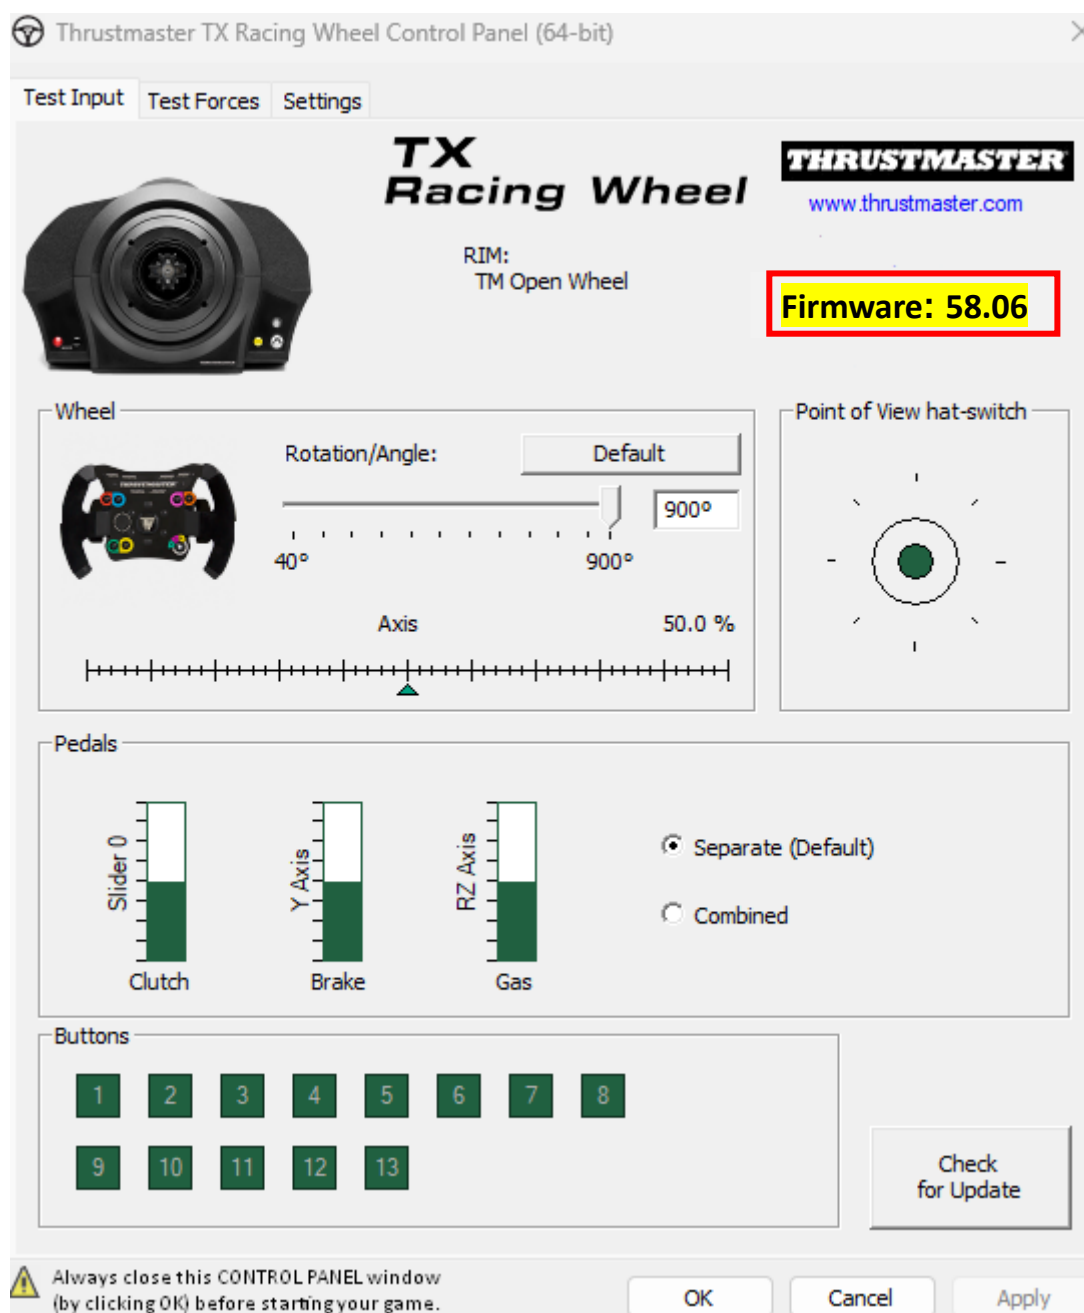 Thrustmaster TX Racing Wheel Control Panel (64-bit)
Test Input Test Forces Settings
TX
Racing Wheel
THRUSTMASTER
www.thrustmaster.com
RIM:
TM Open Wheel
Firmware: 58.06
Wheel
Rotation/Angle:
Default
900°
40°
900°
Axis
50.0 %
Point of View hat-switch
Pedals
Slider 0
Clutch
Y Axis
Brake
RZ Axis
Gas
Separate (Default)
Combined
Buttons
1 2 3 4 5 6 7 8
9 10 11 12 13
Check
for Update
Always close this CONTROL PANEL window
(by clicking OK) before starting your game.
OK Cancel Apply